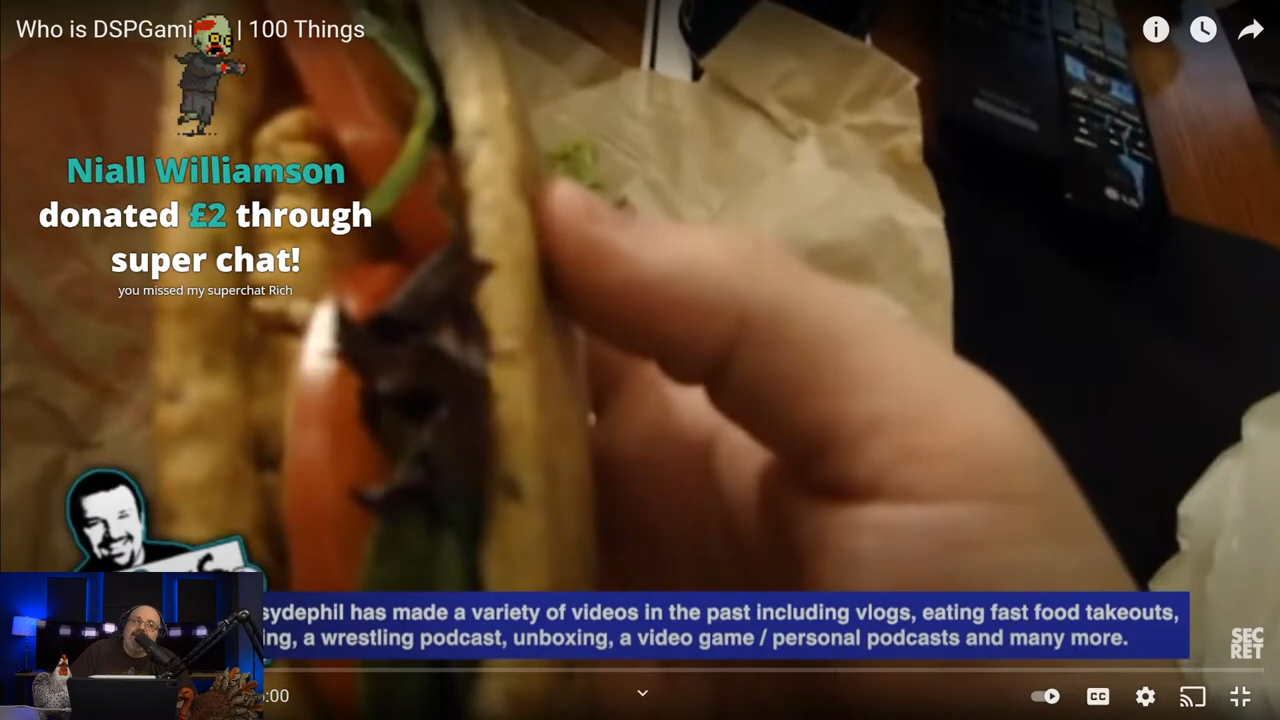 Who is DSPGami | 100 Things
Niall Williamson
donated £2 through
super chat!
you missed my superchat Rich
sydephil has made a variety of videos in the past including vlogs, eating fast food takeouts,
ing, a wrestling podcast, unboxing, a video game / personal podcasts and many more.
SEC
RET
:00
CC